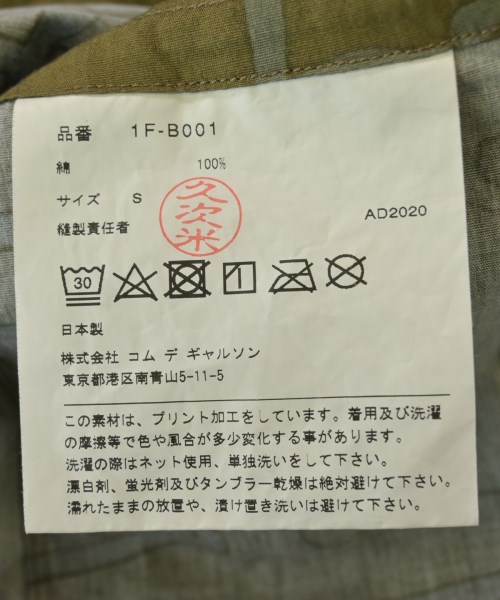 品番 1F-B001
綿 100%
サイズ S
久次米
AD2020
縫製責任者
30
日本製
株式会社 コム デ ギャルソン
東京都港区南青山5-11-5
この素材は、プリント加工をしています。着用及び洗濯
の摩擦等で色や風合が多少変化する事があります。
洗濯の際はネット使用、単独洗いをして下さい。
漂白剤、蛍光剤及びタンブラー乾燥は絶対避けて下さい。
濡れたままの放置や、漬け置き洗いは避けて下さい。